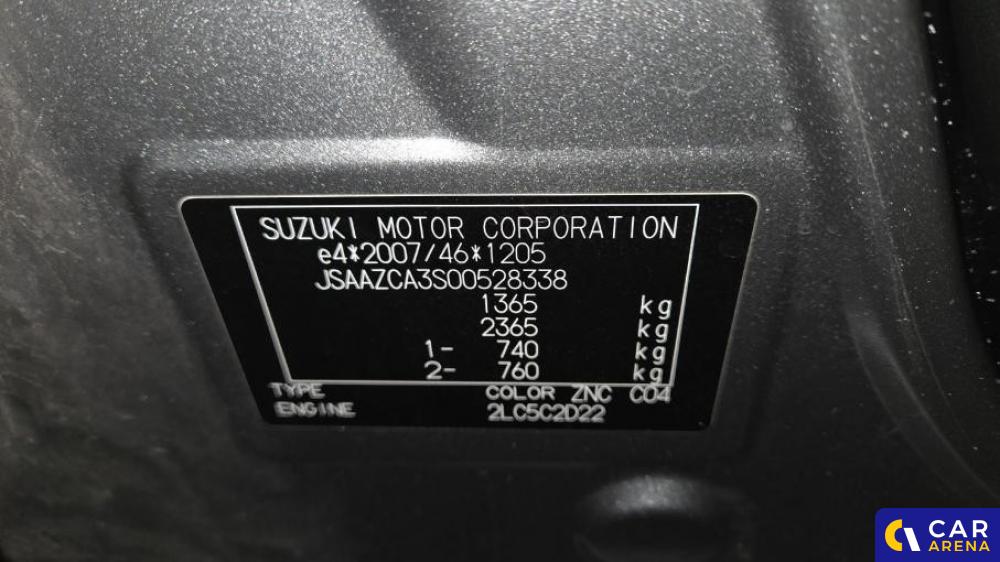 SUZUKI MOTOR CORPORATION
e4*2007/46*1205
JSAAZCA3S00528338
1365 kg
2365 kg
1- 740 kg
2- 760 kg
TYPE COLOR ZNC C04
ENGINE 2LC5C2D22
CAR
ARENA